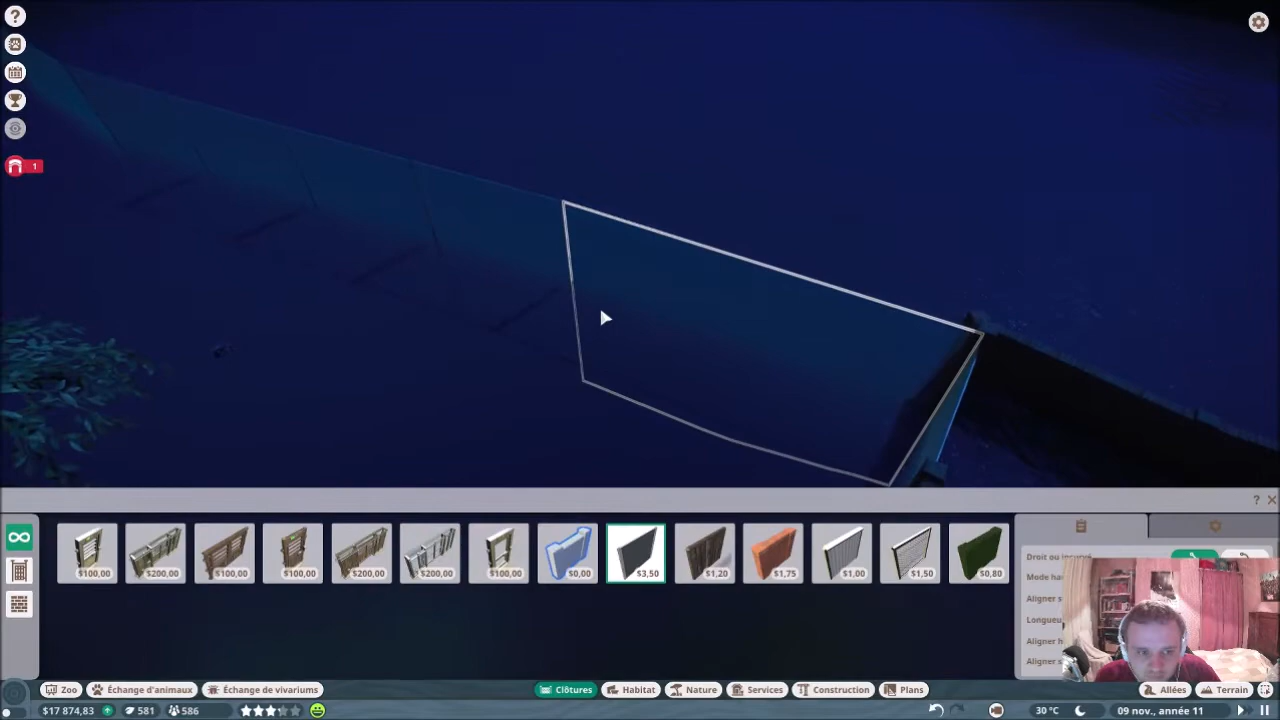 ?
1
? ×
$100,00 $200,00 $100,00 $100,00 $200,00 $200,00 $100,00 $0,00 $3,50 $1,20 $1,75 $1,00 $1,50 $0,80
Droit ou
Mode
Aligner s
Longueu
Aligner h
Aligner s
Zoo Échange d'animaux Échange de vivariums Clôtures Habitat Nature Services Construction Plans Allées Terrain
$17 874,83 581 586 30 °C 09 nov., année 11